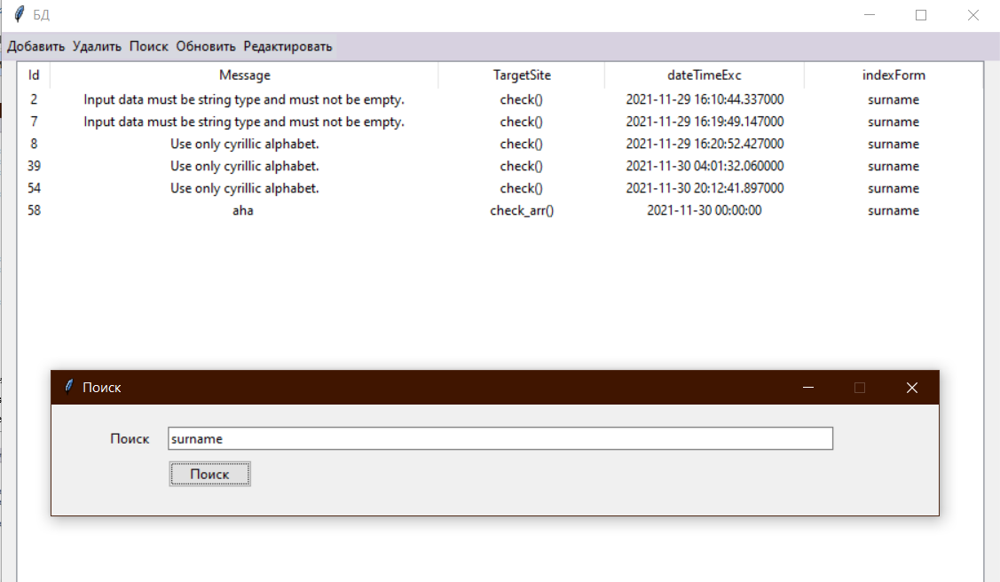 БД
Добавить Удалить Поиск Обновить Редактировать
Id Message TargetSite dateTimeExc indexForm
2 Input data must be string type and must not be empty. check() 2021-11-29 16:10:44.337000 surname
7 Input data must be string type and must not be empty. check() 2021-11-29 16:19:49.147000 surname
8 Use only cyrillic alphabet. check() 2021-11-29 16:20:52.427000 surname
39 Use only cyrillic alphabet. check() 2021-11-30 04:01:32.060000 surname
54 Use only cyrillic alphabet. check() 2021-11-30 20:12:41.897000 surname
58 aha check_arr() 2021-11-30 00:00:00 surname
Поиск
Поиск surname
Поиск